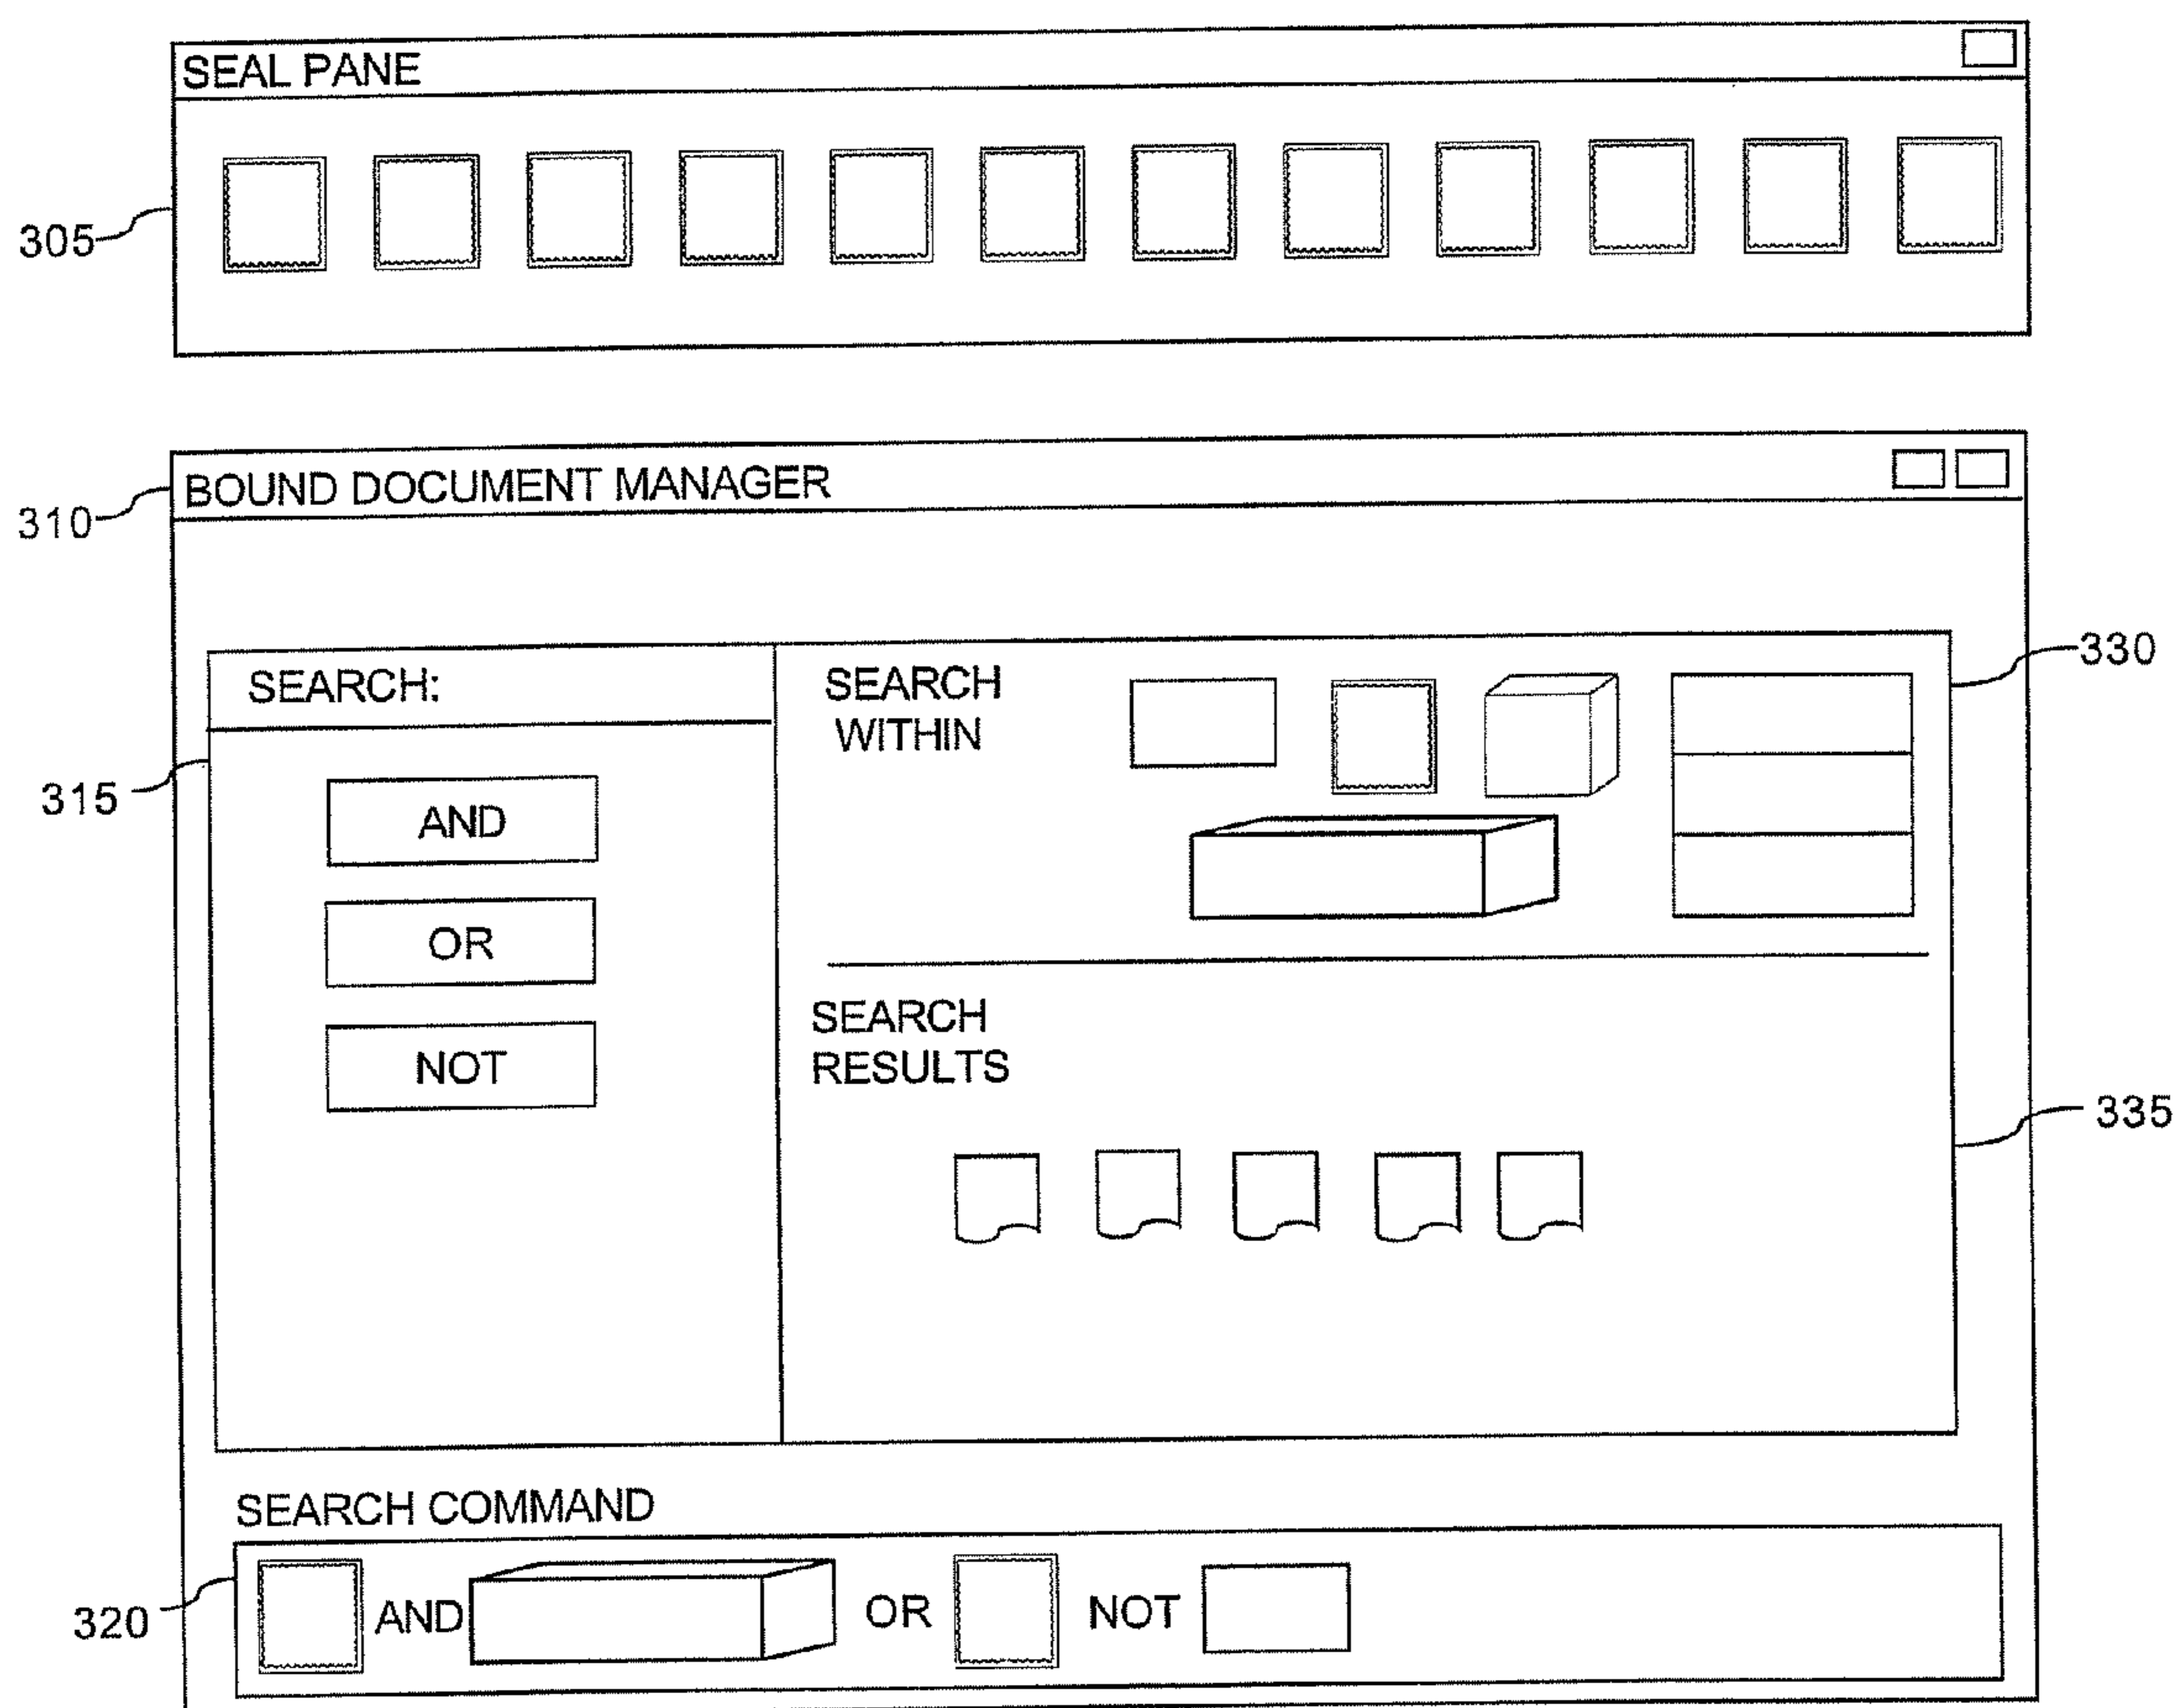 SEAL PANE
305
BOUND DOCUMENT MANAGER
310
SEARCH:
315
AND
OR
NOT
SEARCH
WITHIN
330
SEARCH
RESULTS
335
SEARCH COMMAND
320
AND OR NOT